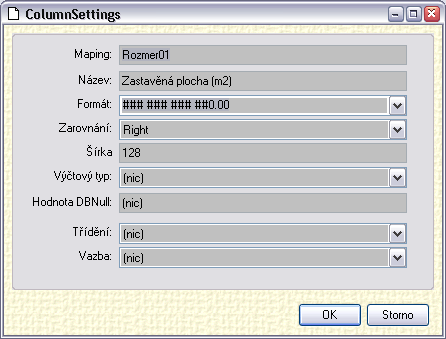 ColumnSettings
Maping: Rozmer01
Název: Zastavěná plocha (m2)
Formát: ### ### ### ##0.00
Zarovnání: Right
Šírka 128
Výčtový typ: (nic)
Hodnota DBNull: (nic)
Třídění: (nic)
Vazba: (nic)
OK Storno